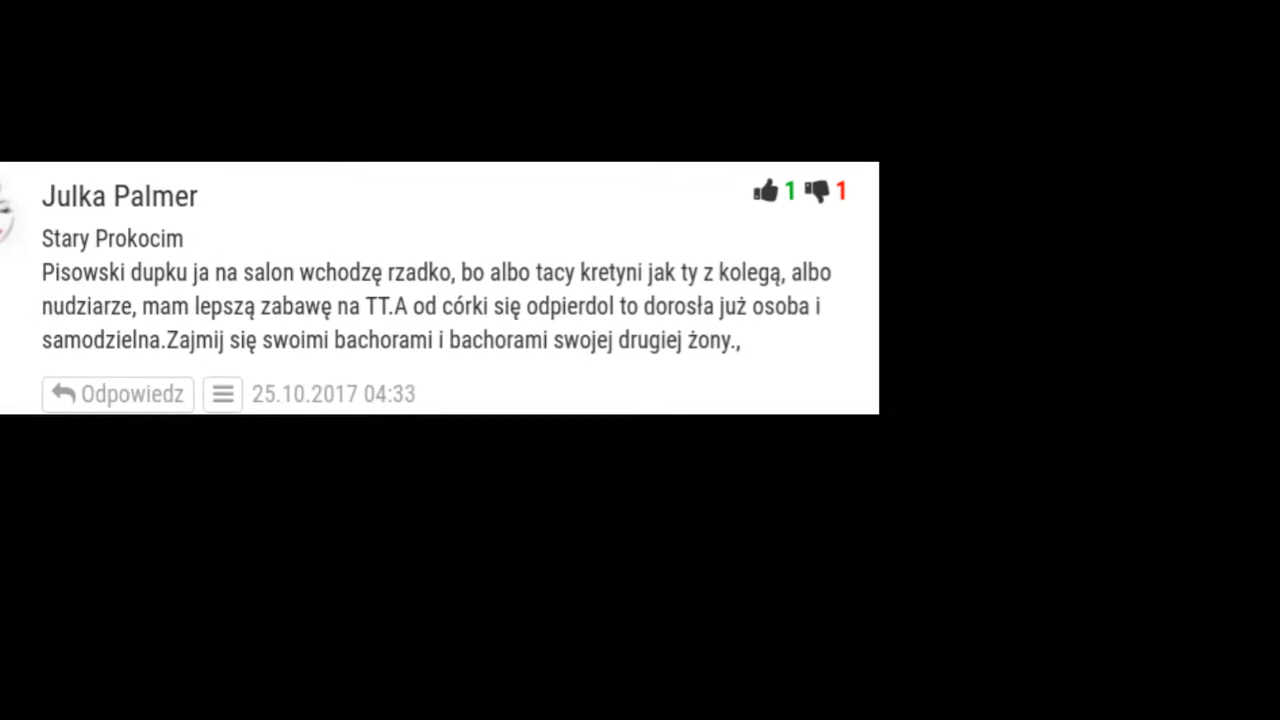 Julka Palmer 1 1
Stary Prokocim
Pisowski dupku ja na salon wchodzę rzadko, bo albo tacy kretyni jak ty z kolegą, albo
nudziarze, mam lepszą zabawę na TT.A od córki się odpierdol to dorosła już osoba i
samodzielna.Zajmij się swoimi bachorami i bachorami swojej drugiej żony.,
Odpowiedz 25.10.2017 04:33